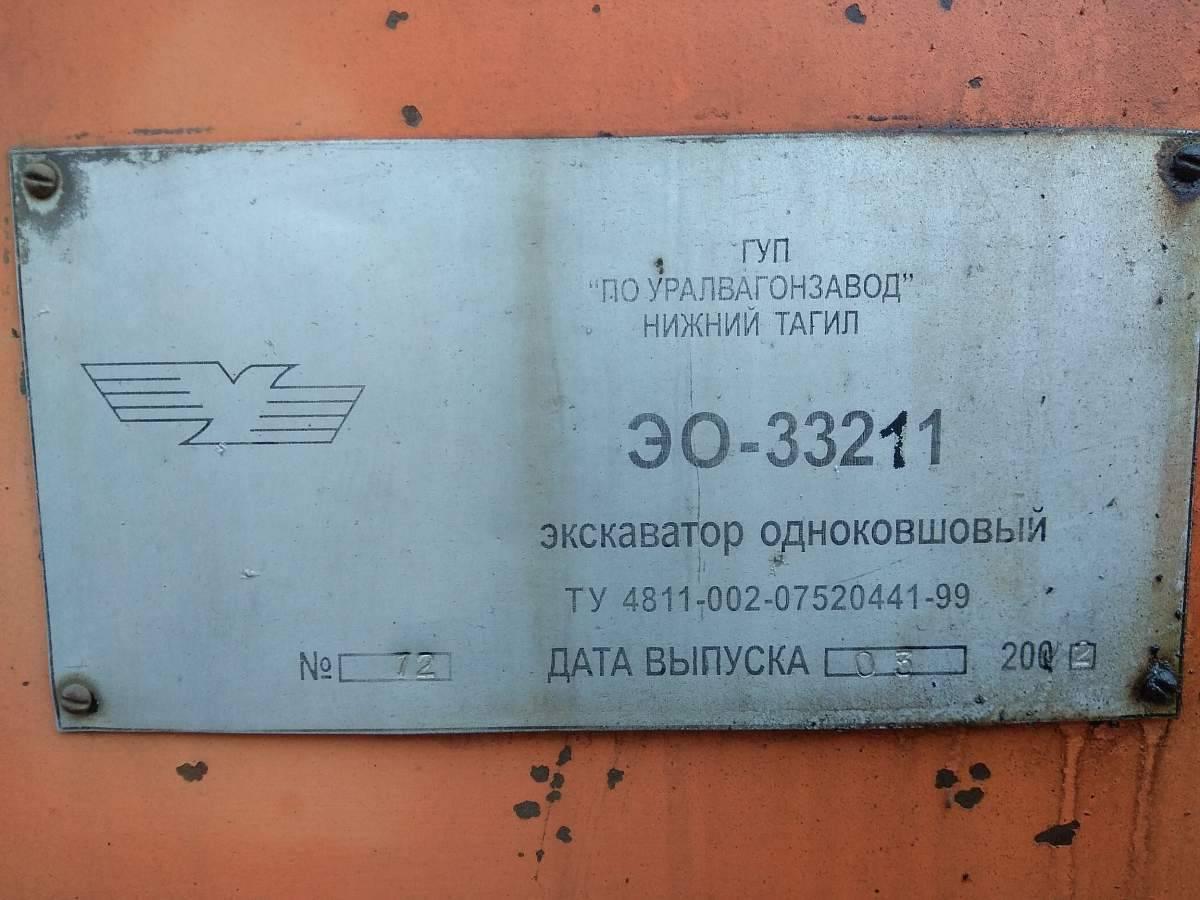 ГУП
“ПО УРАЛВАГОНЗАВОД”
НИЖНИЙ ТАГИЛ
ЭО-33211
экскаватор одноковшовый
ТУ 4811-002-07520441-99
№ 72 ДАТА ВЫПУСКА 03 2002